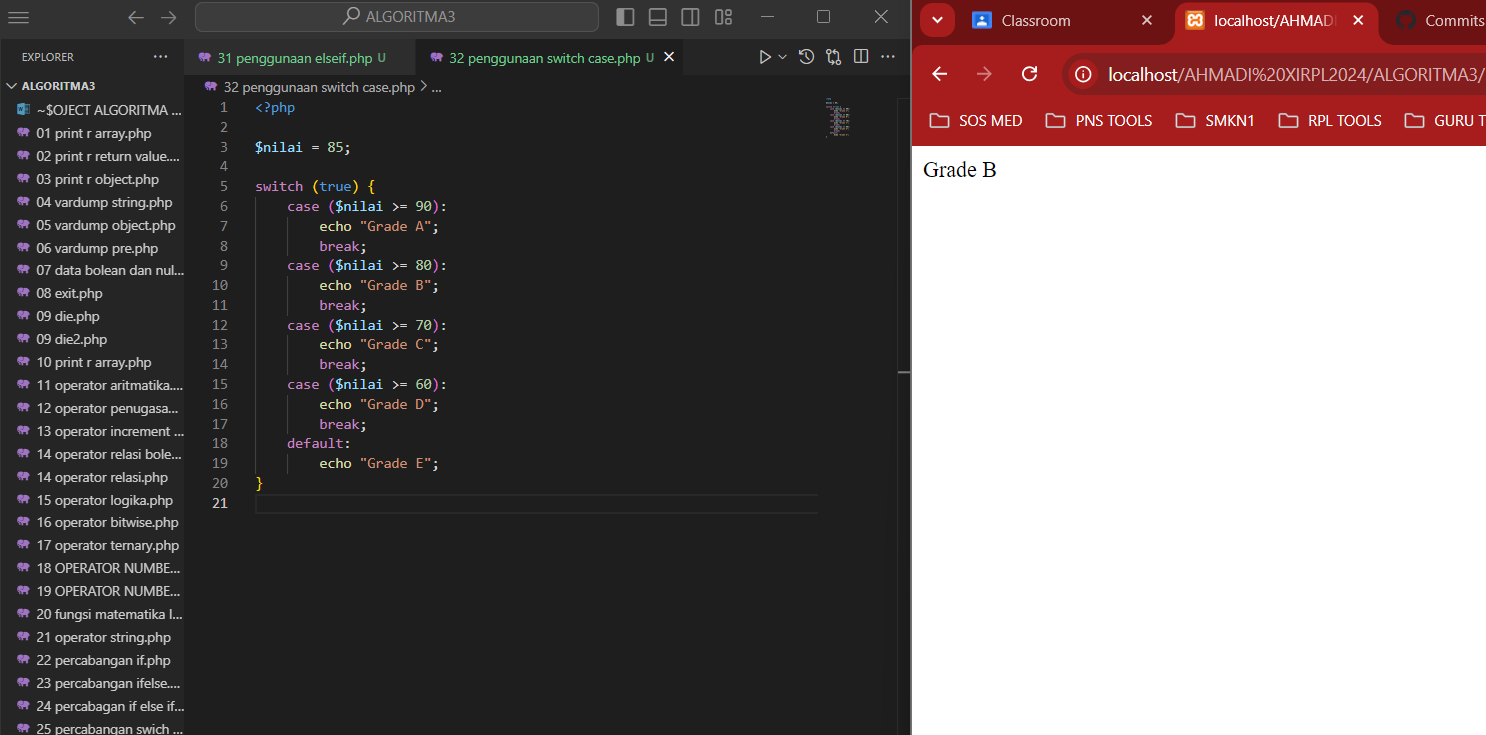 ALGORITMA3
EXPLORER
ALGORITMA3
~$OJECT ALGORITMA ...
01 print r array.php
02 print r return value....
03 print r object.php
04 vardump string.php
05 vardump object.php
06 vardump pre.php
07 data bolean dan nul...
08 exit.php
09 die.php
09 die2.php
10 print r array.php
11 operator aritmatika....
12 operator penugasa...
13 operator increment ...
14 operator relasi bole...
14 operator relasi.php
15 operator logika.php
16 operator bitwise.php
17 operator ternary.php
18 OPERATOR NUMBE...
19 OPERATOR NUMBE...
20 fungsi matematika I...
21 operator string.php
22 percabangan if.php
23 percabangan ifelse....
24 percabagan if else if...
25 percabangan swich ...
31 penggunaan elseif.php U
32 penggunaan switch case.php U
32 penggunaan switch case.php > ...
1 <?php
2
3 $nilai = 85;
4
5 switch (true) {
6 case ($nilai >= 90):
7 echo "Grade A";
8 break;
9 case ($nilai >= 80):
10 echo "Grade B";
11 break;
12 case ($nilai >= 70):
13 echo "Grade C";
14 break;
15 case ($nilai >= 60):
16 echo "Grade D";
17 break;
18 default:
19 echo "Grade E";
20 }
21
Classroom
localhost/AHMADI
Commits
localhost/AHMADI%20XIRPL2024/ALGORITMA3/
SOS MED
PNS TOOLS
SMKN1
RPL TOOLS
GURU T
Grade B